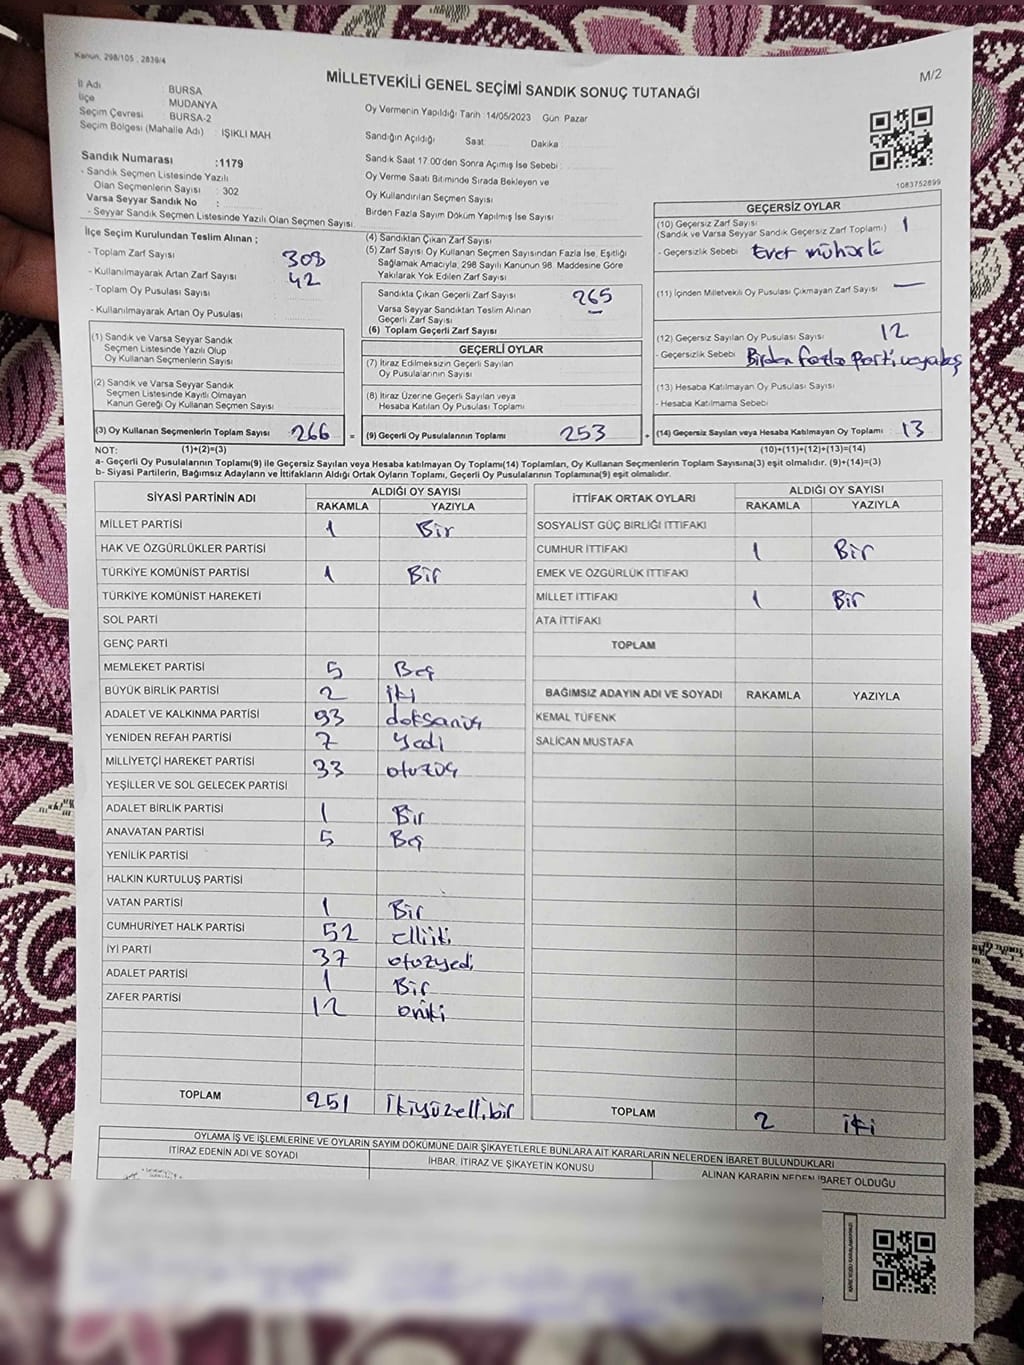 Kanun, 298/105 , 2839/4
MİLLETVEKİLİ GENEL SEÇİMİ SANDIK SONUÇ TUTANAĞI
M/2
İl Adı : BURSA
İlçe MUDANYA
Seçim Çevresi : BURSA-2
Seçim Bölgesi (Mahalle Adı) : IŞIKLI MAH
Sandık Numarası :1179
- Sandık Seçmen Listesinde Yazılı
Olan Seçmenlerin Sayısı : 302
Varsa Seyyar Sandık No :
- Seyyar Sandık Seçmen Listesinde Yazılı Olan Seçmen Sayısı
Oy Vermenin Yapıldığı Tarih :14/05/2023 Gün Pazar
Sandığın Açıldığı Saat Dakika
Sandık Saat 17:00'den Sonra Açımış İse Sebebi
Oy Verme Saati Bitiminde Sırada Bekleyen ve
Oy Kullandırılan Seçmen Sayısı
Birden Fazla Sayım Döküm Yapılmış İse Sayısı
1083752899
İlçe Seçim Kurulundan Teslim Alınan ;
- Toplam Zarf Sayısı 308
- Kullanılmayarak Artan Zarf Sayısı 42
- Toplam Oy Pusulası Sayısı
- Kullanılmayarak Artan Oy Pusulası
(1) Sandık ve Varsa Seyyar Sandık
Seçmen Listesinde Yazılı Olup
Oy Kullanan Seçmenlerin Sayısı
(2) Sandık ve Varsa Seyyar Sandık
Seçmen Listesinde Kayıtlı Olmayan
Kanun Gereği Oy Kullanan Seçmen Sayısı
(3) Oy Kullanan Seçmenlerin Toplam Sayısı 266 =
(4) Sandıktan Çıkan Zarf Sayısı
(5) Zarf Sayısı Oy Kullanan Seçmen Sayısından Fazla İse, Eşitliği
Sağlamak Amacıyla, 298 Sayılı Kanunun 98. Maddesine Göre
Yakılarak Yok Edilen Zarf Sayısı
Sandıkta Çıkan Geçerli Zarf Sayısı 265
Varsa Seyyar Sandıktan Teslim Alınan
Geçerli Zarf Sayısı —
(6) Toplam Geçerli Zarf Sayısı
GEÇERLİ OYLAR
(7) İtiraz Edilmeksizin Geçerli Sayılan
Oy Pusulalarının Sayısı
(8) İtiraz Üzerine Geçerli Sayılan veya
Hesaba Katılan Oy Pusulası Toplamı
(9) Geçerli Oy Pusulalarının Toplamı 253 +
GEÇERSİZ OYLAR
(10) Geçersiz Zarf Sayısı 1
(Sandık ve Varsa Seyyar Sandık Geçersiz Zarf Toplamı)
- Geçersizlik Sebebi Evet mühürlü
(11) İçinden Milletvekili Oy Pusulası Çıkmayan Zarf Sayısı —
(12) Geçersiz Sayılan Oy Pusulası Sayısı 12
- Geçersizlik Sebebi Birden fazla Parti veyaboş
(13) Hesaba Katılmayan Oy Pusulası Sayısı
- Hesaba Katılmama Sebebi
(14) Geçersiz Sayılan veya Hesaba Katılmayan Oy Toplamı 13
NOT: (1)+(2)=(3) (10)+(11)+(12)+(13)=(14)
a- Geçerli Oy Pusulalarının Toplamı(9) ile Geçersiz Sayılan veya Hesaba katılmayan Oy Toplamı(14) Toplamları, Oy Kullanan Seçmenlerin Toplam Sayısına(3) eşit olmalıdır. (9)+(14)=(3)
b- Siyasi Partilerin, Bağımsız Adayların ve İttifakların Aldığı Ortak Oyların Toplamı, Geçerli Oy Pusulalarının Toplamına(9) eşit olmalıdır.
SİYASİ PARTİNİN ADI ALDIĞI OY SAYISI
RAKAMLA YAZIYLA
MİLLET PARTİSİ 1 Bir
HAK VE ÖZGÜRLÜKLER PARTİSİ
TÜRKİYE KOMÜNİST PARTİSİ 1 Bir
TÜRKİYE KOMÜNİST HAREKETİ
SOL PARTİ
GENÇ PARTİ
MEMLEKET PARTİSİ 5 Beş
BÜYÜK BİRLİK PARTİSİ 2 iki
ADALET VE KALKINMA PARTİSİ 93 doksanüç
YENİDEN REFAH PARTİSİ 7 yedi
MİLLİYETÇİ HAREKET PARTİSİ 33 otuzüç
YEŞİLLER VE SOL GELECEK PARTİSİ
ADALET BİRLİK PARTİSİ 1 Bir
ANAVATAN PARTİSİ 5 Beş
YENİLİK PARTİSİ
HALKIN KURTULUŞ PARTİSİ
VATAN PARTİSİ 1 Bir
CUMHURİYET HALK PARTİSİ 52 elliiki
İYİ PARTİ 37 otuzyedi
ADALET PARTİSİ 1 Bir
ZAFER PARTİSİ 12 oniki
TOPLAM 251 İkiyüzellibir
İTTİFAK ORTAK OYLARI ALDIĞI OY SAYISI
RAKAMLA YAZIYLA
SOSYALİST GÜÇ BİRLİĞİ İTTİFAKI
CUMHUR İTTİFAKI 1 Bir
EMEK VE ÖZGÜRLÜK İTTİFAKI
MİLLET İTTİFAKI 1 Bir
ATA İTTİFAKI
TOPLAM
BAĞIMSIZ ADAYIN ADI VE SOYADI RAKAMLA YAZIYLA
KEMAL TÜFENK
SALİCAN MUSTAFA
TOPLAM 2 iki
OYLAMA İŞ VE İŞLEMLERİNE VE OYLARIN SAYIM DÖKÜMÜNE DAİR ŞİKAYETLERLE BUNLARA AİT KARARLARIN NELERDEN İBARET BULUNDUKLARI
İTİRAZ EDENİN ADI VE SOYADI İHBAR, İTİRAZ VE ŞİKAYETİN KONUSU ALINAN KARARIN NEDEN İBARET OLDUĞU